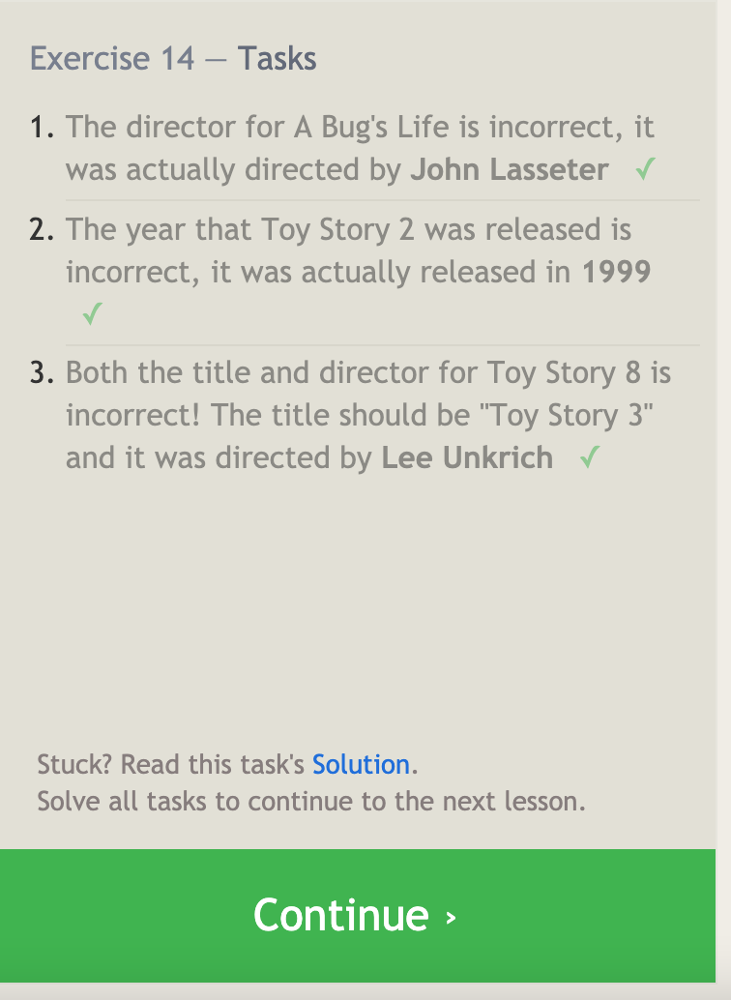 Exercise 14 — Tasks
1. The director for A Bug's Life is incorrect, it
was actually directed by John Lasseter ✓
2. The year that Toy Story 2 was released is
incorrect, it was actually released in 1999
✓
3. Both the title and director for Toy Story 8 is
incorrect! The title should be "Toy Story 3"
and it was directed by Lee Unkrich ✓
Stuck? Read this task's Solution.
Solve all tasks to continue to the next lesson.
Continue ›